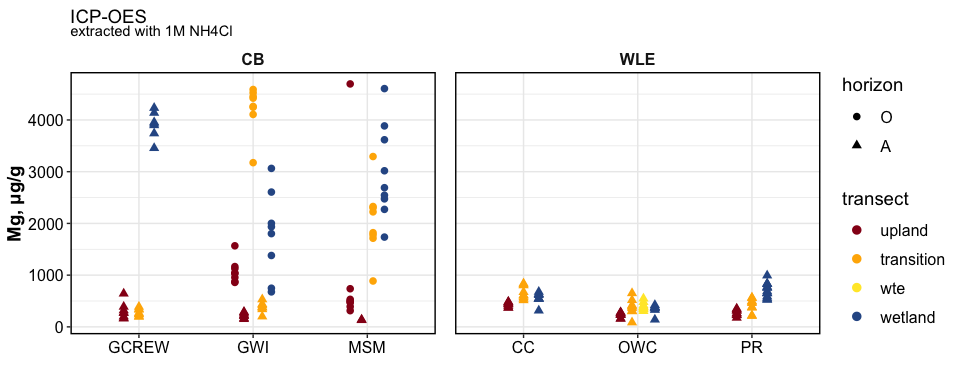 ICP-OES
extracted with 1M NH4Cl
CB
WLE
Mg, μg/g
4000
3000
2000
1000
0
GCREW
GWI
MSM
CC
OWC
PR
horizon
O
A
transect
upland
transition
wte
wetland